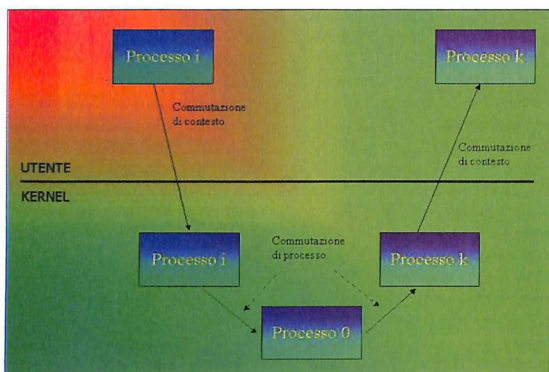 Processo i
Processo k
Commutazione
di contesto
Commutazione
di contesto
UTENTE
KERNEL
Processo i
Commutazione
di processo
Processo k
Processo 0